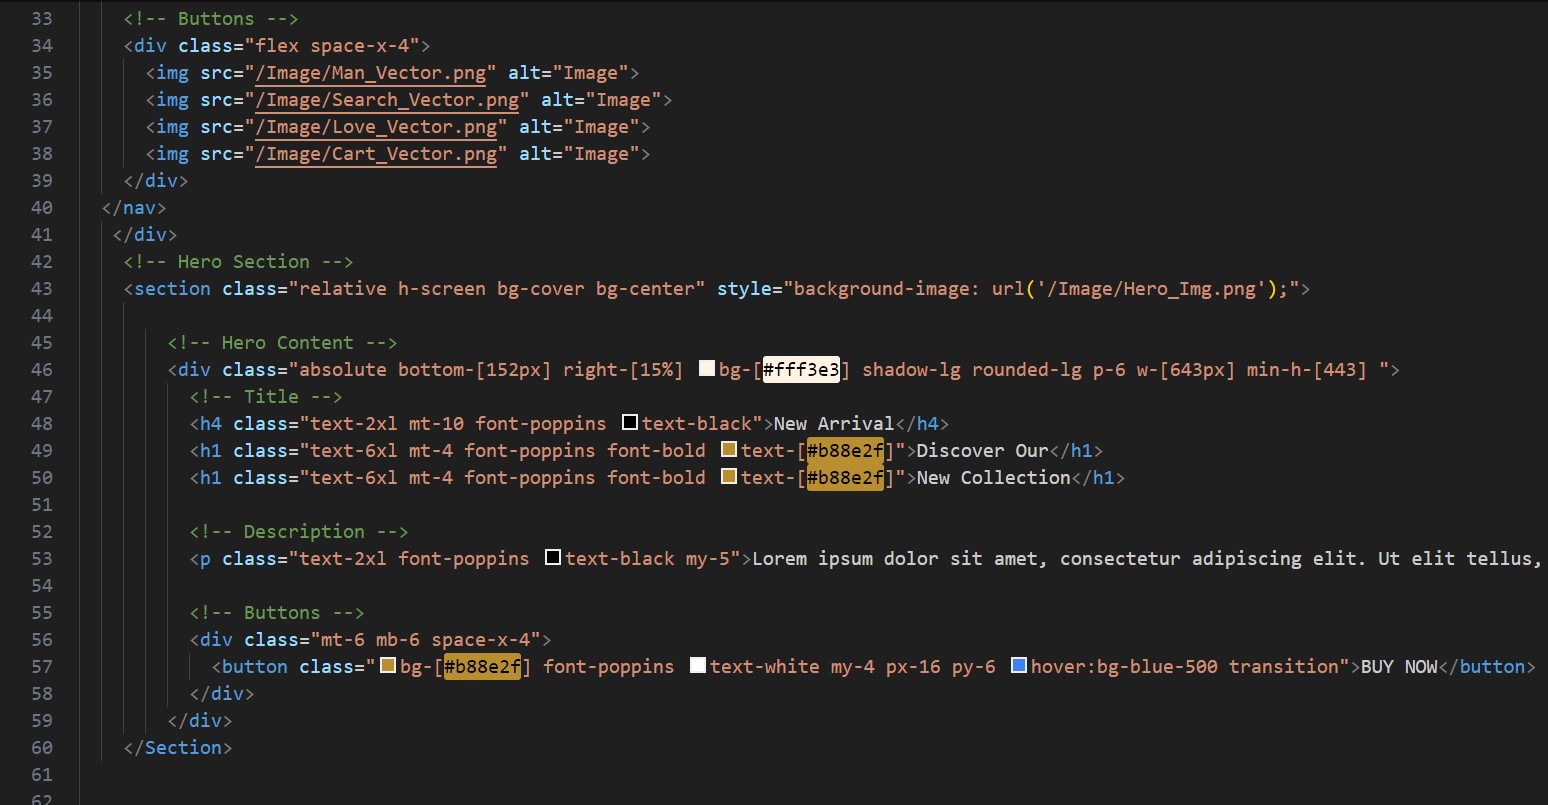 33 <!-- Buttons -->
34 <div class="flex space-x-4">
35 <img src="/Image/Man_Vector.png" alt="Image">
36 <img src="/Image/Search_Vector.png" alt="Image">
37 <img src="/Image/Love_Vector.png" alt="Image">
38 <img src="/Image/Cart_Vector.png" alt="Image">
39 </div>
40 </nav>
41 </div>
42 <!-- Hero Section -->
43 <section class="relative h-screen bg-cover bg-center" style="background-image: url('/Image/Hero_Img.png');">
44
45 <!-- Hero Content -->
46 <div class="absolute bottom-[152px] right-[15%] bg-[#fff3e3] shadow-lg rounded-lg p-6 w-[643px] min-h-[443] ">
47 <!-- Title -->
48 <h4 class="text-2xl mt-10 font-poppins text-black">New Arrival</h4>
49 <h1 class="text-6xl mt-4 font-poppins font-bold text-[#b88e2f]">Discover Our</h1>
50 <h1 class="text-6xl mt-4 font-poppins font-bold text-[#b88e2f]">New Collection</h1>
51
52 <!-- Description -->
53 <p class="text-2xl font-poppins text-black my-5">Lorem ipsum dolor sit amet, consectetur adipiscing elit. Ut elit tellus,
54
55 <!-- Buttons -->
56 <div class="mt-6 mb-6 space-x-4">
57 <button class="bg-[#b88e2f] font-poppins text-white my-4 px-16 py-6 hover:bg-blue-500 transition">BUY NOW</button>
58 </div>
59 </div>
60 </Section>
61
62